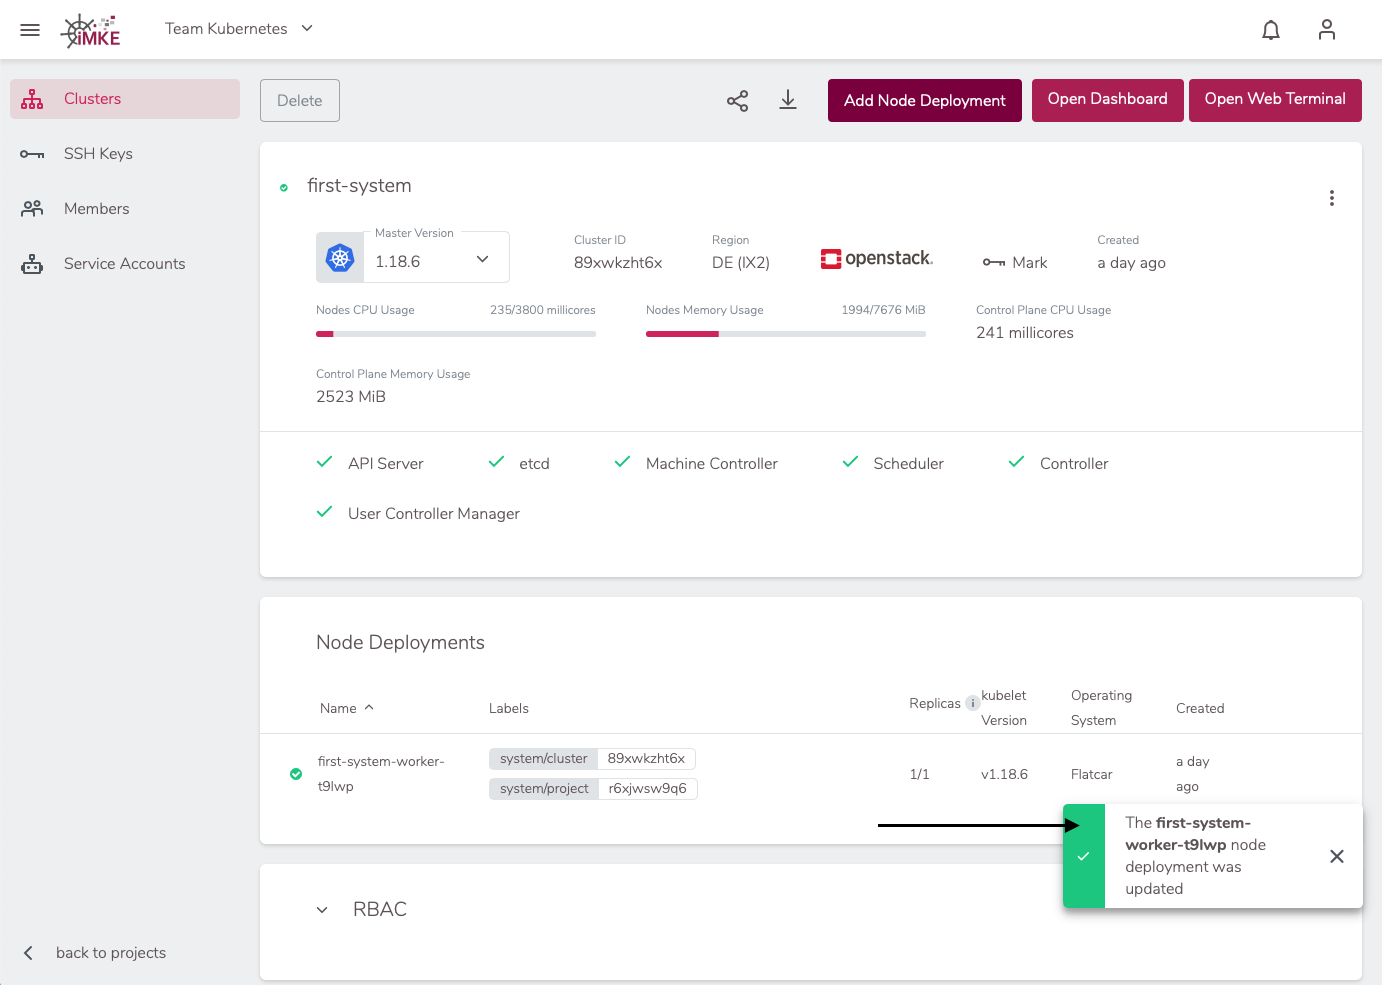 iMKE
Team Kubernetes
Clusters
SSH Keys
Members
Service Accounts
back to projects
Delete
Add Node Deployment
Open Dashboard
Open Web Terminal
first-system
Master Version
1.18.6
Cluster ID
89xwkzht6x
Region
DE (IX2)
openstack.
Mark
Created
a day ago
Nodes CPU Usage
235/3800 millicores
Nodes Memory Usage
1994/7676 MiB
Control Plane CPU Usage
241 millicores
Control Plane Memory Usage
2523 MiB
API Server
etcd
Machine Controller
Scheduler
Controller
User Controller Manager
Node Deployments
Name
Labels
Replicas
i
kubelet
Version
Operating
System
Created
first-system-worker-
t9lwp
system/cluster 89xwkzht6x
system/project r6xjwsw9q6
1/1
v1.18.6
Flatcar
a day
ago
The first-system-
worker-t9lwp node
deployment was
updated
RBAC